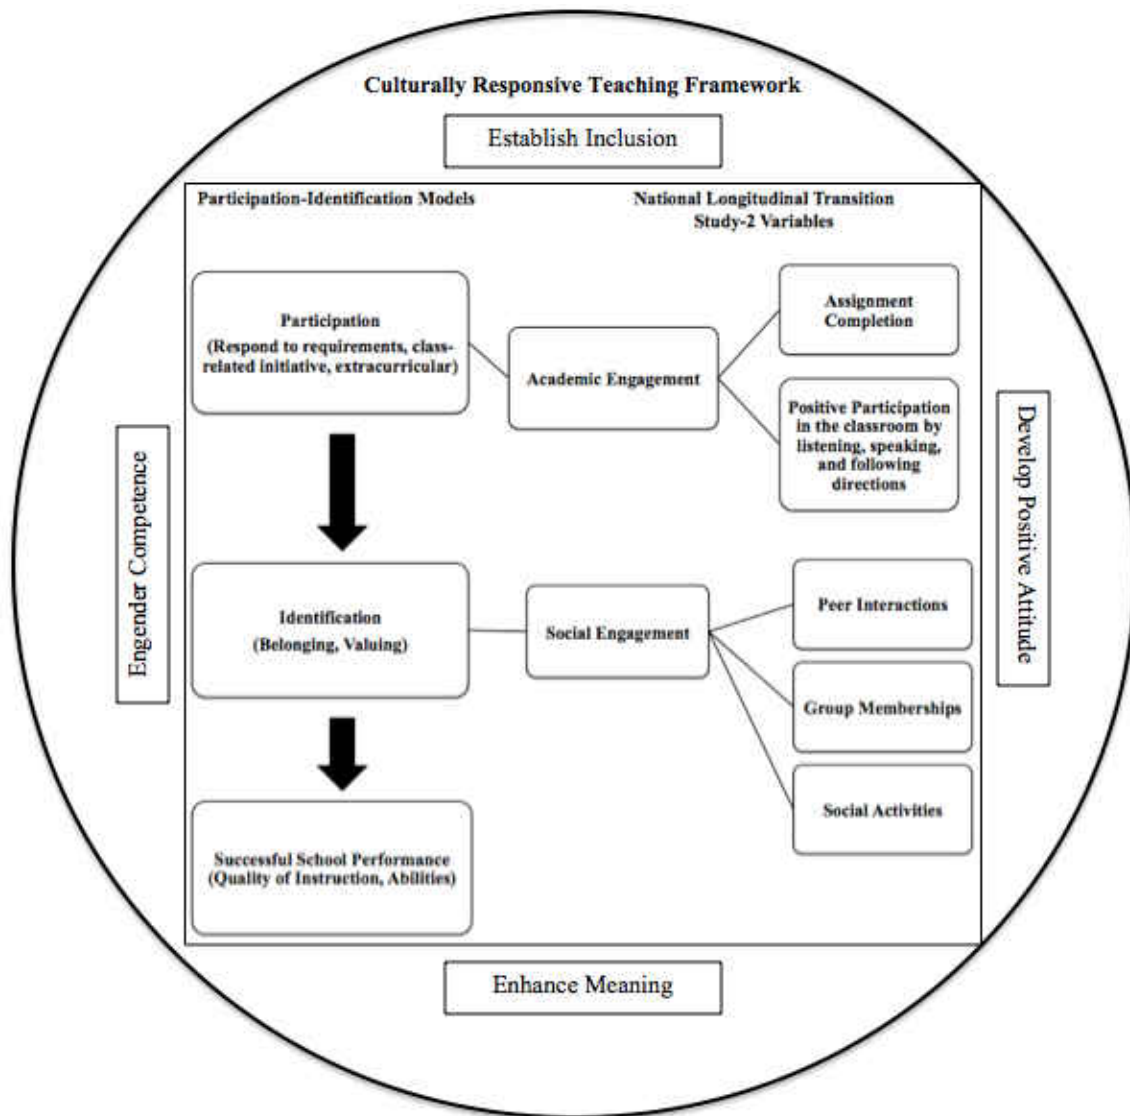 Culturally Responsive Teaching Framework
Establish Inclusion
Participation-Identification Models
National Longitudinal Transition
Study-2 Variables
Participation
(Respond to requirements, class-
related initiative, extracurricular)
Academic Engagement
Assignment
Completion
Positive Participation
in the classroom by
listening, speaking,
and following
directions
Engender Competence
Develop Positive Attitude
Identification
(Belonging, Valuing)
Social Engagement
Peer Interactions
Group Memberships
Social Activities
Successful School Performance
(Quality of Instruction, Abilities)
Enhance Meaning